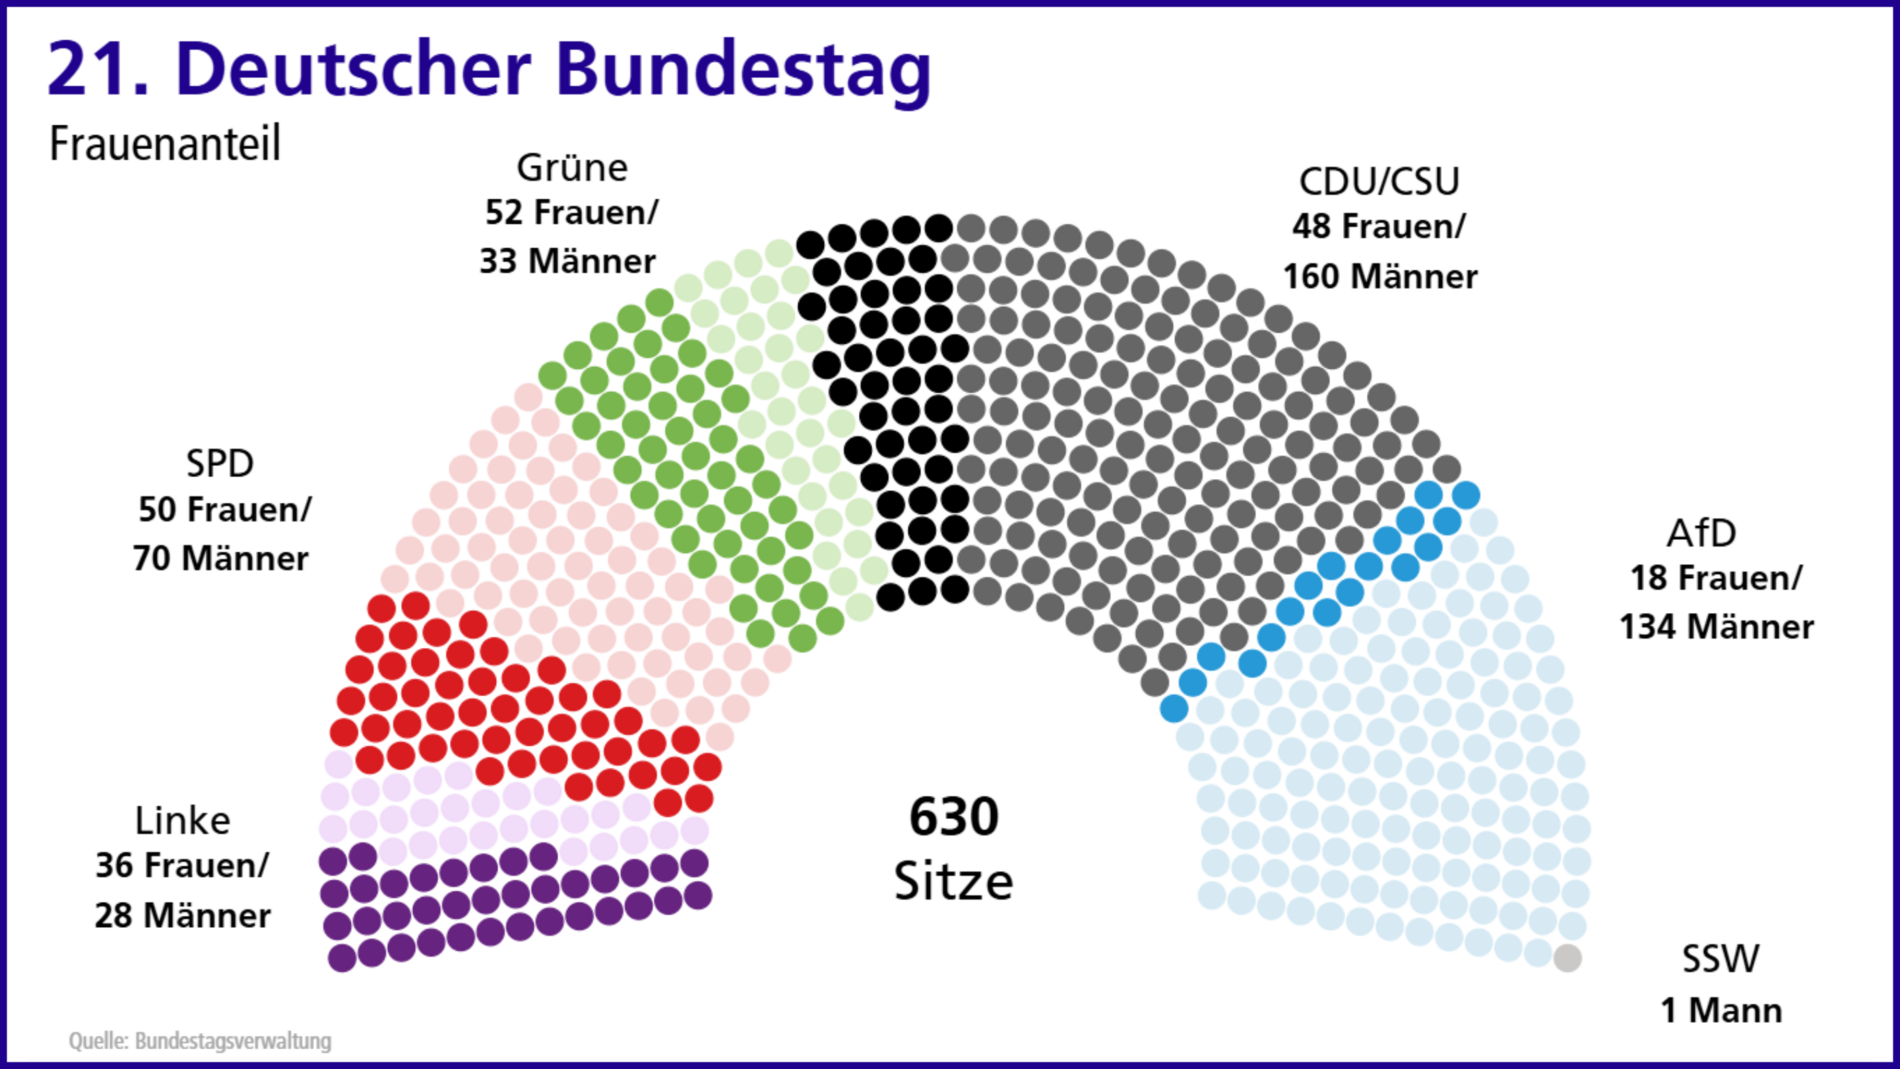 21. Deutscher Bundestag
Frauenanteil
Grüne
52 Frauen/
33 Männer
CDU/CSU
48 Frauen/
160 Männer
SPD
50 Frauen/
70 Männer
AfD
18 Frauen/
134 Männer
Linke
36 Frauen/
28 Männer
630
Sitze
SSW
1 Mann
Quelle: Bundestagsverwaltung